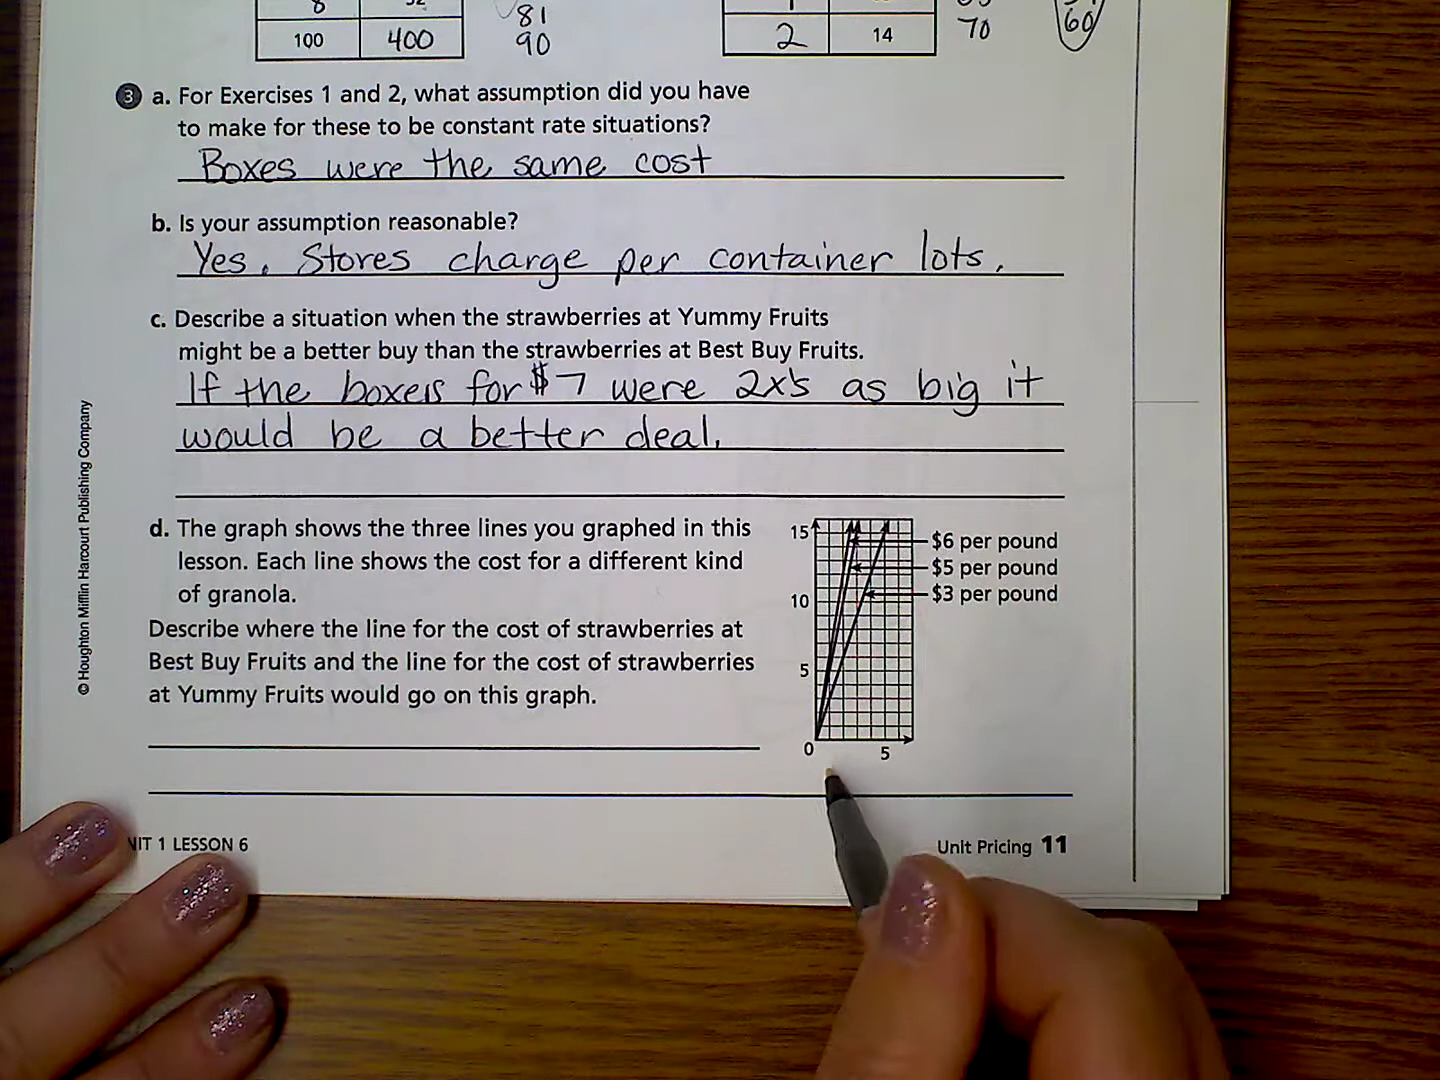 8 32 81
100 400 90
2 14 70 60
3 a. For Exercises 1 and 2, what assumption did you have
to make for these to be constant rate situations?
Boxes were the same cost
b. Is your assumption reasonable?
Yes. Stores charge per container lots.
c. Describe a situation when the strawberries at Yummy Fruits
might be a better buy than the strawberries at Best Buy Fruits.
If the boxes for $7 were 2x's as big it
would be a better deal.
d. The graph shows the three lines you graphed in this
lesson. Each line shows the cost for a different kind
of granola.
Describe where the line for the cost of strawberries at
Best Buy Fruits and the line for the cost of strawberries
at Yummy Fruits would go on this graph.
15
10
5
0
5
$6 per pound
$5 per pound
$3 per pound
© Houghton Mifflin Harcourt Publishing Company
NIT 1 LESSON 6
Unit Pricing 11